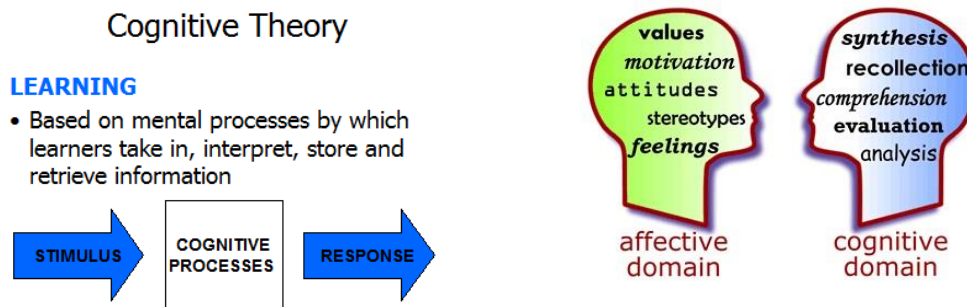 Cognitive Theory
LEARNING
• Based on mental processes by which
learners take in, interpret, store and
retrieve information
STIMULUS
COGNITIVE
PROCESSES
RESPONSE
values
motivation
attitudes
stereotypes
feelings
affective
domain
synthesis
recollection
comprehension
evaluation
analysis
cognitive
domain